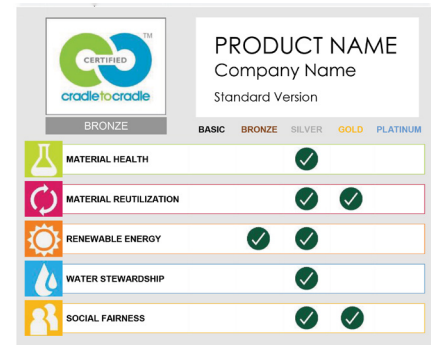 TM
CERTIFIED
cradletocradle
BRONZE
PRODUCT NAME
Company Name
Standard Version
BASIC BRONZE SILVER GOLD PLATINUM
MATERIAL HEALTH
MATERIAL REUTILIZATION
RENEWABLE ENERGY
WATER STEWARDSHIP
SOCIAL FAIRNESS